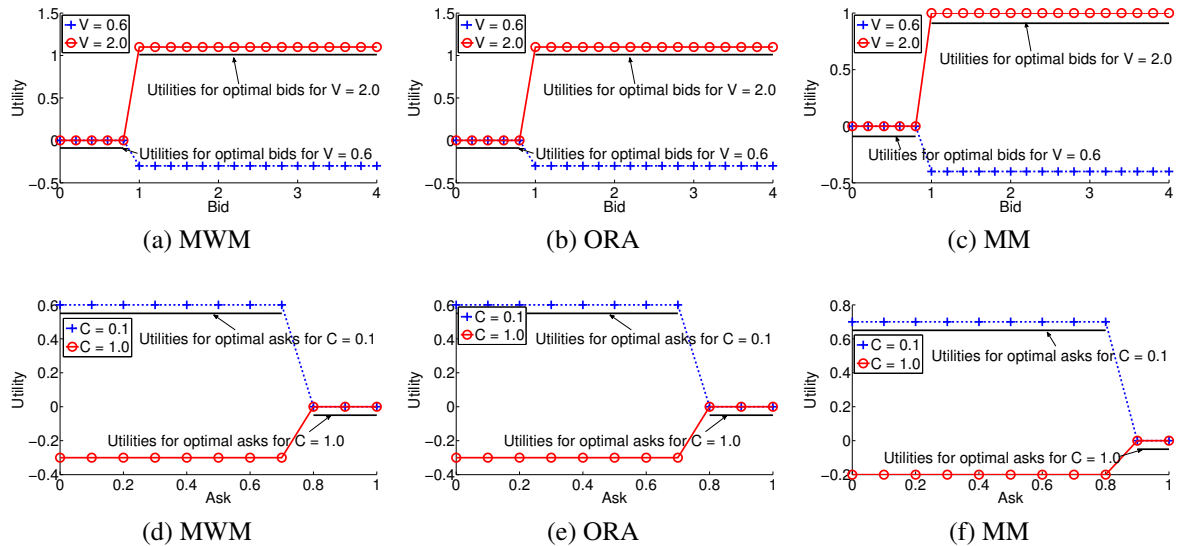 1.5
V = 0.6
V = 2.0
1
Utility
0.5
Utilities for optimal bids for V = 2.0
0
Utilities for optimal bids for V = 0.6
−0.5
0 1 2 3 4
Bid
(a) MWM
1.5
V = 0.6
V = 2.0
1
Utility
0.5
Utilities for optimal bids for V = 2.0
0
Utilities for optimal bids for V = 0.6
−0.5
0 1 2 3 4
Bid
(b) ORA
1
V = 0.6
V = 2.0
Utilities for optimal bids for V = 2.0
0.5
Utility
0
Utilities for optimal bids for V = 0.6
−0.5
0 1 2 3 4
Bid
(c) MM
0.6
C = 0.1
C = 1.0
Utilities for optimal asks for C = 0.1
0.4
0.2
Utility
0
Utilities for optimal asks for C = 1.0
−0.2
−0.4
0 0.2 0.4 0.6 0.8 1
Ask
(d) MWM
0.6
C = 0.1
C = 1.0
Utilities for optimal asks for C = 0.1
0.4
0.2
Utility
0
Utilities for optimal asks for C = 1.0
−0.2
−0.4
0 0.2 0.4 0.6 0.8 1
Ask
(e) ORA
0.8
0.6
C = 0.1
C = 1.0
Utilities for optimal asks for C = 0.1
0.4
Utility
0.2
0
Utilities for optimal asks for C = 1.0
−0.2
0 0.2 0.4 0.6 0.8 1
Ask
(f) MM